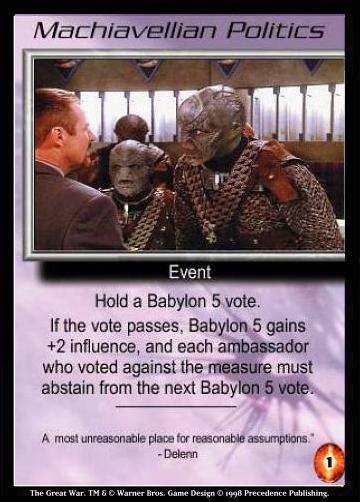 Machiavellian Politics
Event
Hold a Babylon 5 vote.
If the vote passes, Babylon 5 gains
+2 influence, and each ambassador
who voted against the measure must
abstain from the next Babylon 5 vote.
A most unreasonable place for reasonable assumptions."
- Delenn
1
The Great War. TM & © Warner Bros. Game Design © 1998 Precedence Publishing.